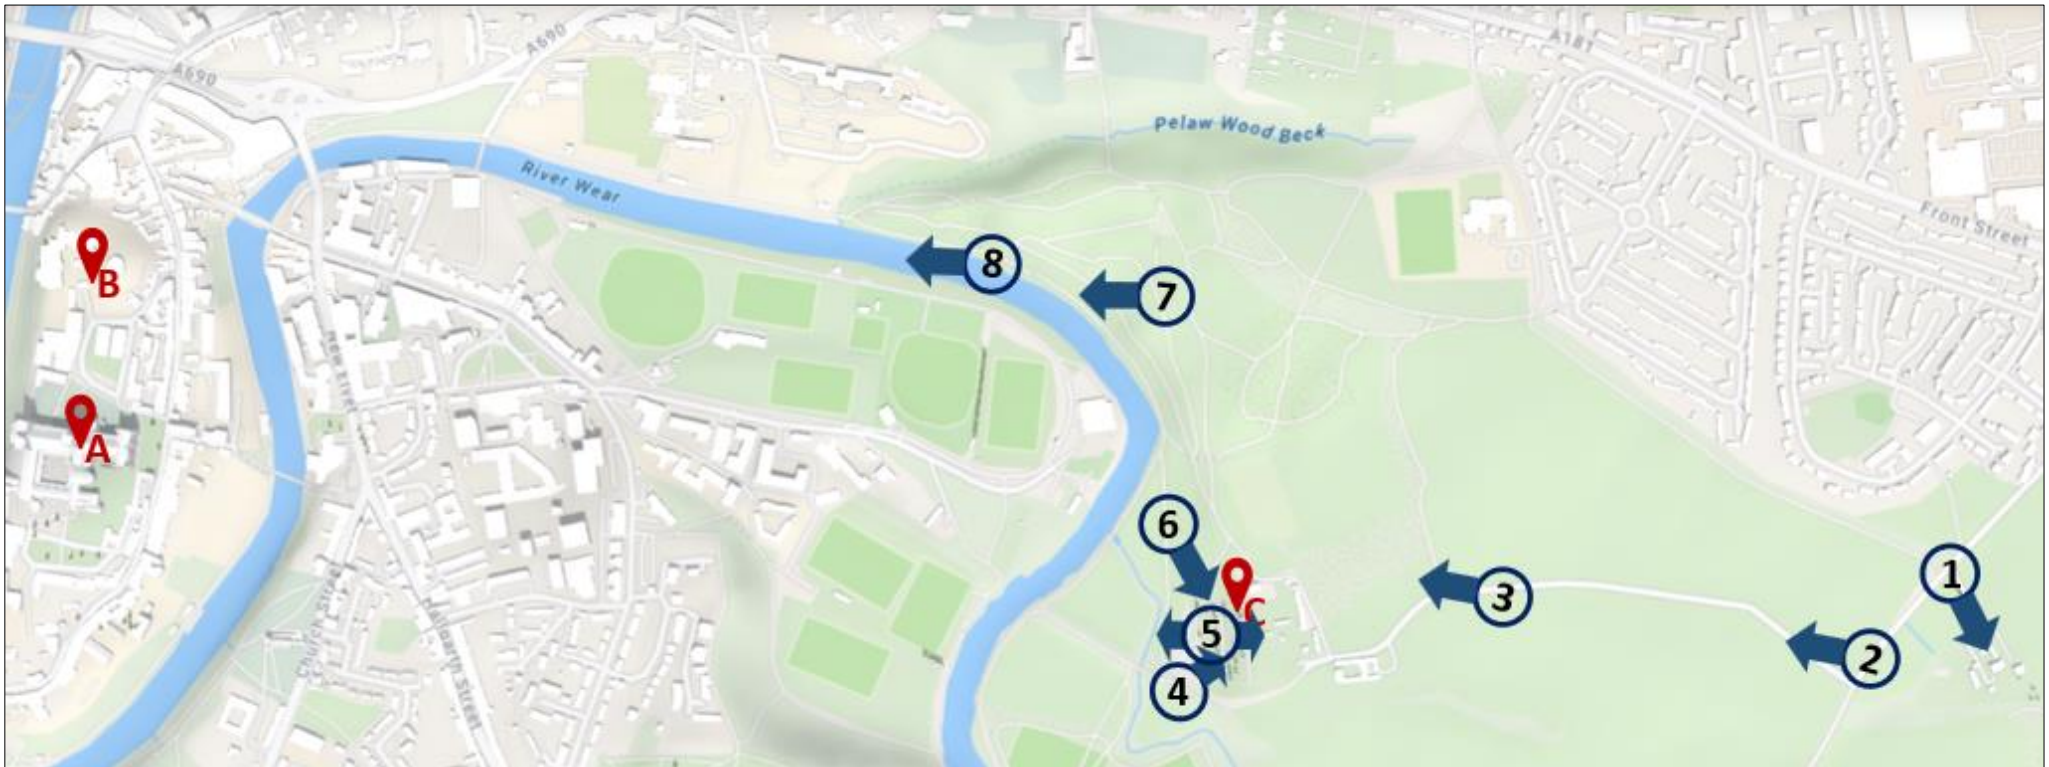 A690
A690
A181
Pelaw Wood Beck
River Wear
Front Street
B
8
7
New Elvet
A
6
1
C
3
5
2
4
Church Street
Hallgarth Street